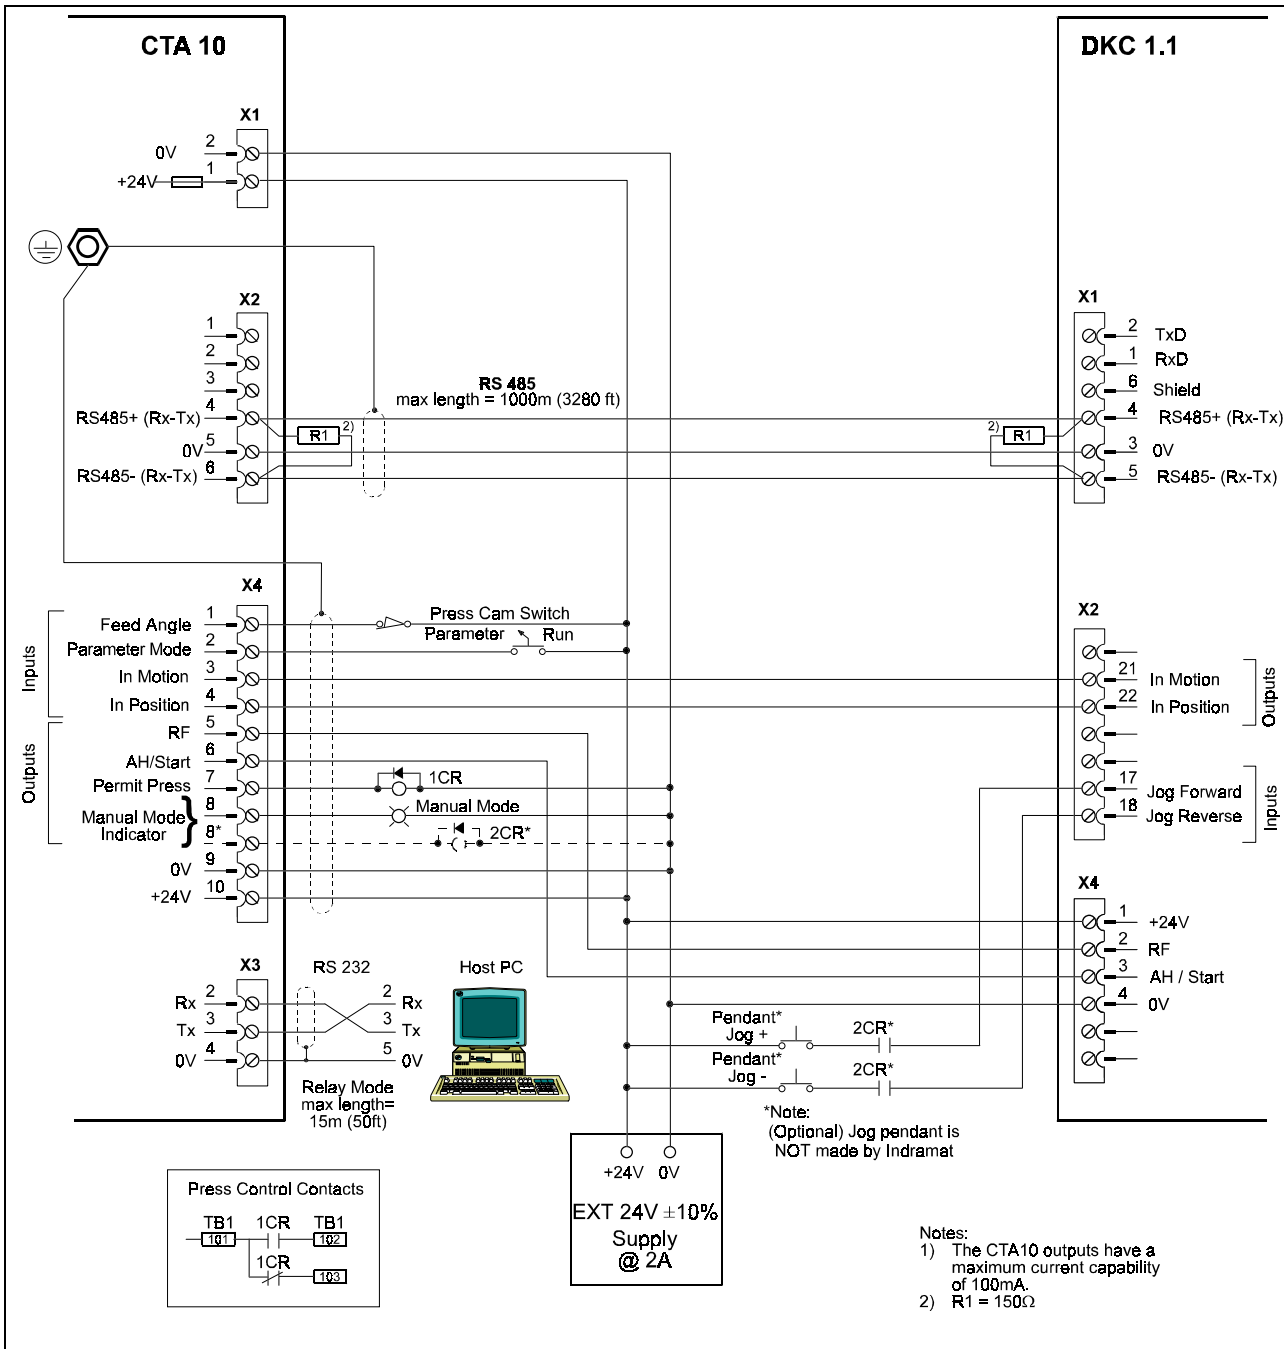 CTA 10
DKC 1.1
X1
2
0V
1
+24V
X2
1
2
3
4
RS485+ (Rx-Tx)
5
0V
6
RS485- (Rx-Tx)
R1
2)
RS 485
max length = 1000m (3280 ft)
2)
R1
X1
2
TxD
1
RxD
6
Shield
4
RS485+ (Rx-Tx)
3
0V
5
RS485- (Rx-Tx)
X4
Inputs
1
Feed Angle
2
Parameter Mode
3
In Motion
4
In Position
Outputs
5
RF
6
AH/Start
7
Permit Press
8
Manual Mode
Indicator
8*
9
0V
10
+24V
Press Cam Switch
Parameter
Run
1CR
Manual Mode
2CR*
X2
21
In Motion
22
In Position
Outputs
17
Jog Forward
18
Jog Reverse
Inputs
X4
1
+24V
2
RF
3
AH / Start
4
0V
X3
RS 232
Host PC
2
Rx
3
Tx
4
0V
2
Rx
3
Tx
5
0V
Relay Mode
max length=
15m (50ft)
Pendant*
Jog +
2CR*
Pendant*
Jog -
2CR*
*Note:
(Optional) Jog pendant is
NOT made by Indramat
+24V
0V
EXT 24V ±10%
Supply
@ 2A
Press Control Contacts
TB1
1CR
TB1
101
102
1CR
103
Notes:
1) The CTA10 outputs have a
maximum current capability
of 100mA.
2) R1 = 150Ω